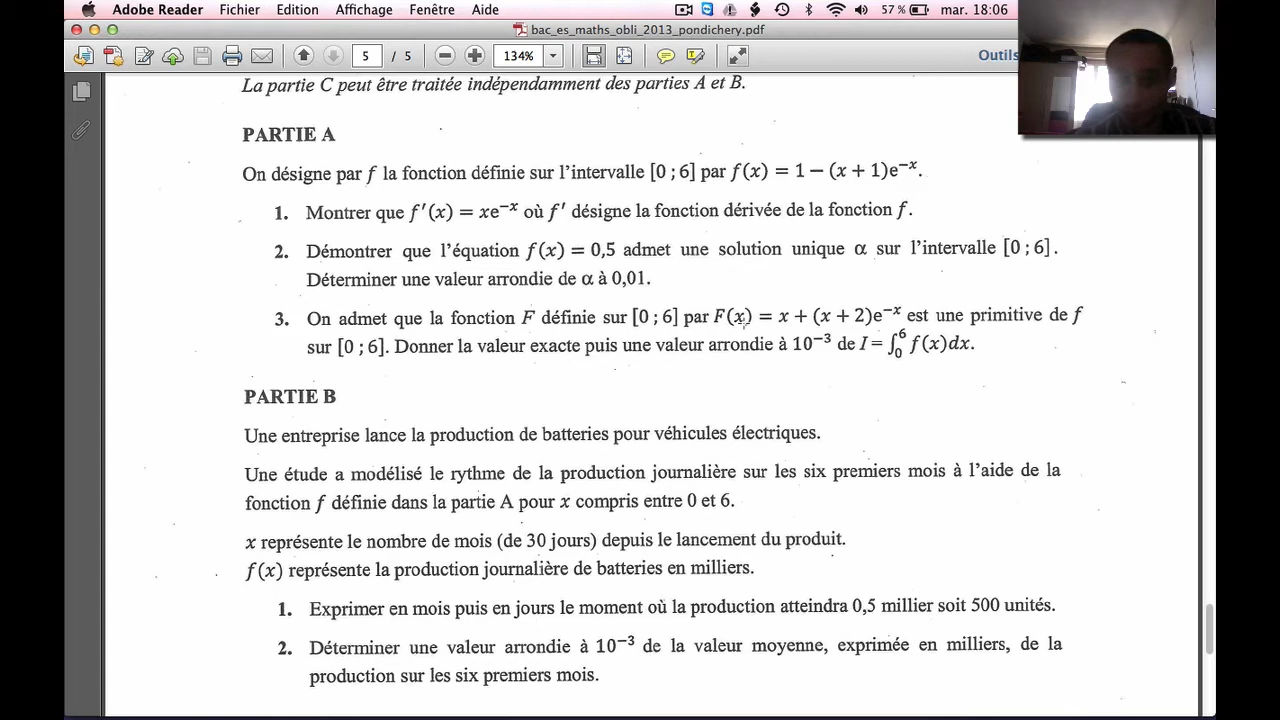 Adobe Reader Fichier Edition Affichage Fenêtre Aide 57 % mar. 18:06
bac_es_maths_obli_2013_pondichery.pdf
5 / 5 134% Outils
La partie C peut être traitée indépendamment des parties A et B.
PARTIE A
On désigne par f la fonction définie sur l'intervalle [0 ; 6] par f(x) = 1 − (x + 1)e⁻ˣ.
1. Montrer que f′(x) = xe⁻ˣ où f′ désigne la fonction dérivée de la fonction f.
2. Démontrer que l'équation f(x) = 0,5 admet une solution unique α sur l'intervalle [0 ; 6].
Déterminer une valeur arrondie de α à 0,01.
3. On admet que la fonction F définie sur [0 ; 6] par F(x) = x + (x + 2)e⁻ˣ est une primitive de f
sur [0 ; 6]. Donner la valeur exacte puis une valeur arrondie à 10⁻³ de I = ∫₀⁶ f(x)dx.
PARTIE B
Une entreprise lance la production de batteries pour véhicules électriques.
Une étude a modélisé le rythme de la production journalière sur les six premiers mois à l'aide de la
fonction f définie dans la partie A pour x compris entre 0 et 6.
x représente le nombre de mois (de 30 jours) depuis le lancement du produit.
f(x) représente la production journalière de batteries en milliers.
1. Exprimer en mois puis en jours le moment où la production atteindra 0,5 millier soit 500 unités.
2. Déterminer une valeur arrondie à 10⁻³ de la valeur moyenne, exprimée en milliers, de la
production sur les six premiers mois.